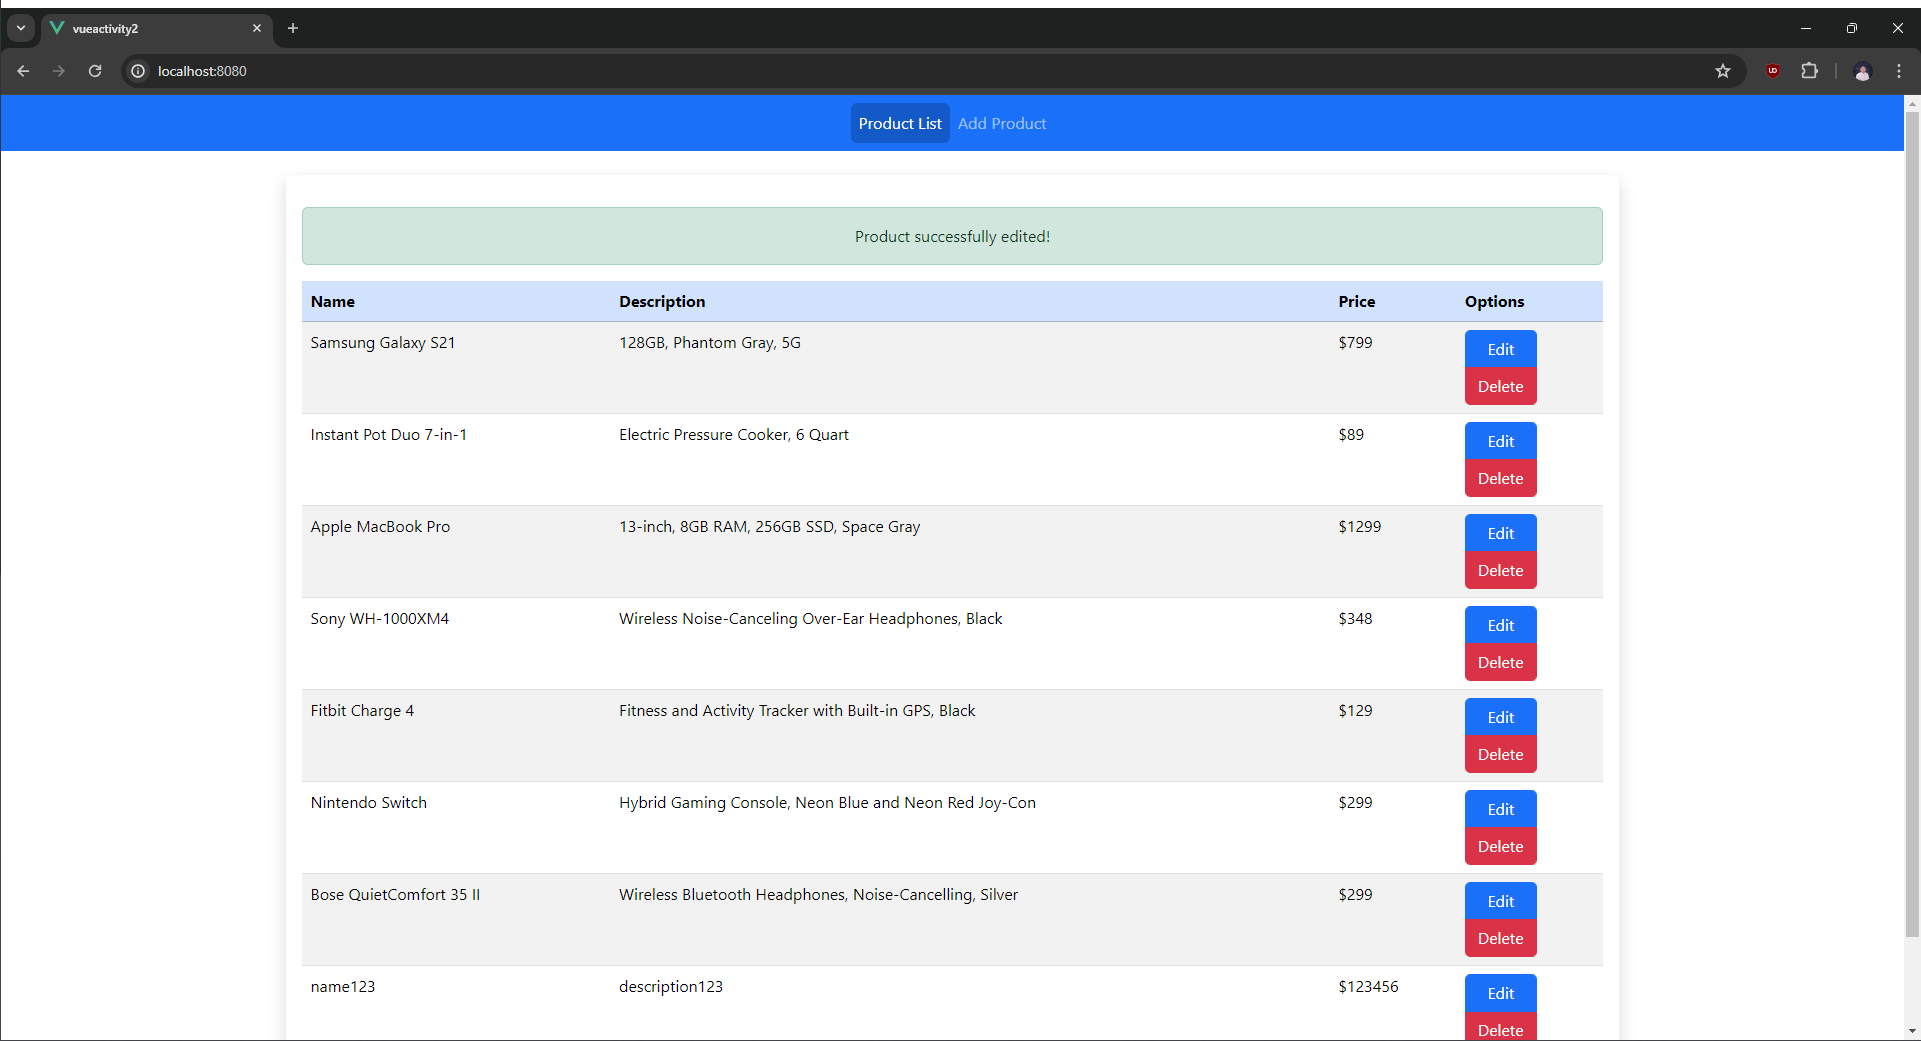 vueactivity2
localhost:8080
Product List Add Product
Product successfully edited!
Name Description Price Options
Samsung Galaxy S21 128GB, Phantom Gray, 5G $799 Edit
Delete
Instant Pot Duo 7-in-1 Electric Pressure Cooker, 6 Quart $89 Edit
Delete
Apple MacBook Pro 13-inch, 8GB RAM, 256GB SSD, Space Gray $1299 Edit
Delete
Sony WH-1000XM4 Wireless Noise-Canceling Over-Ear Headphones, Black $348 Edit
Delete
Fitbit Charge 4 Fitness and Activity Tracker with Built-in GPS, Black $129 Edit
Delete
Nintendo Switch Hybrid Gaming Console, Neon Blue and Neon Red Joy-Con $299 Edit
Delete
Bose QuietComfort 35 II Wireless Bluetooth Headphones, Noise-Cancelling, Silver $299 Edit
Delete
name123 description123 $123456 Edit
Delete